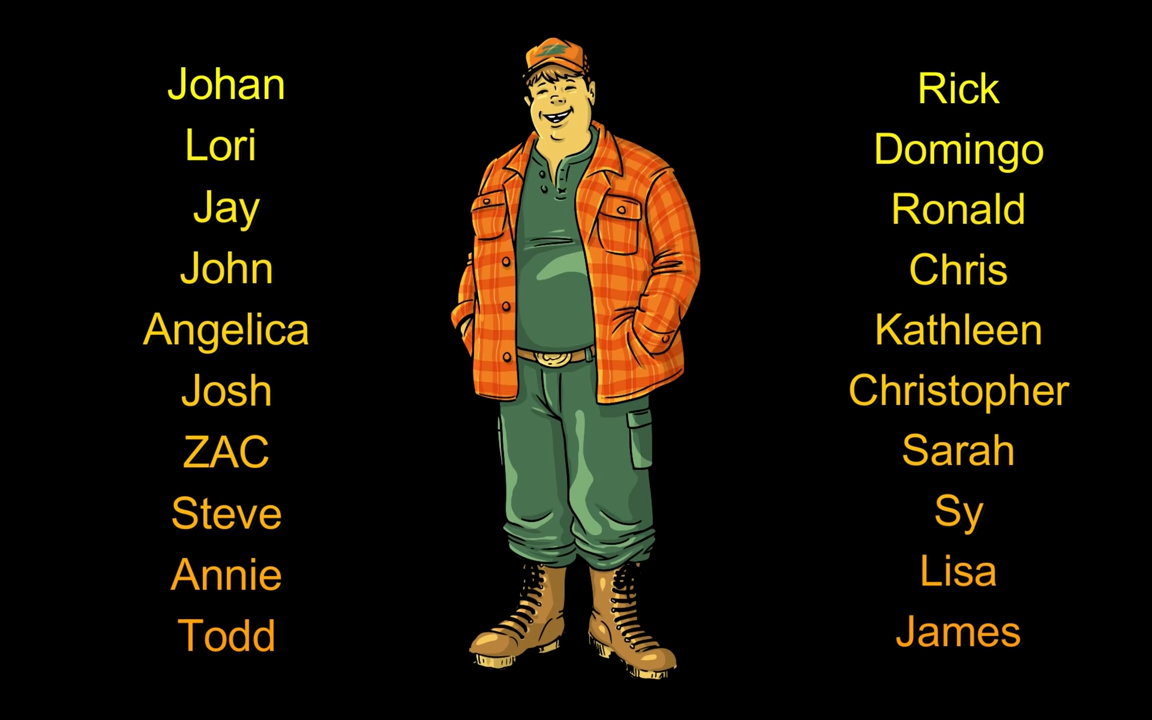 Johan
Lori
Jay
John
Angelica
Josh
ZAC
Steve
Annie
Todd
Rick
Domingo
Ronald
Chris
Kathleen
Christopher
Sarah
Sy
Lisa
James